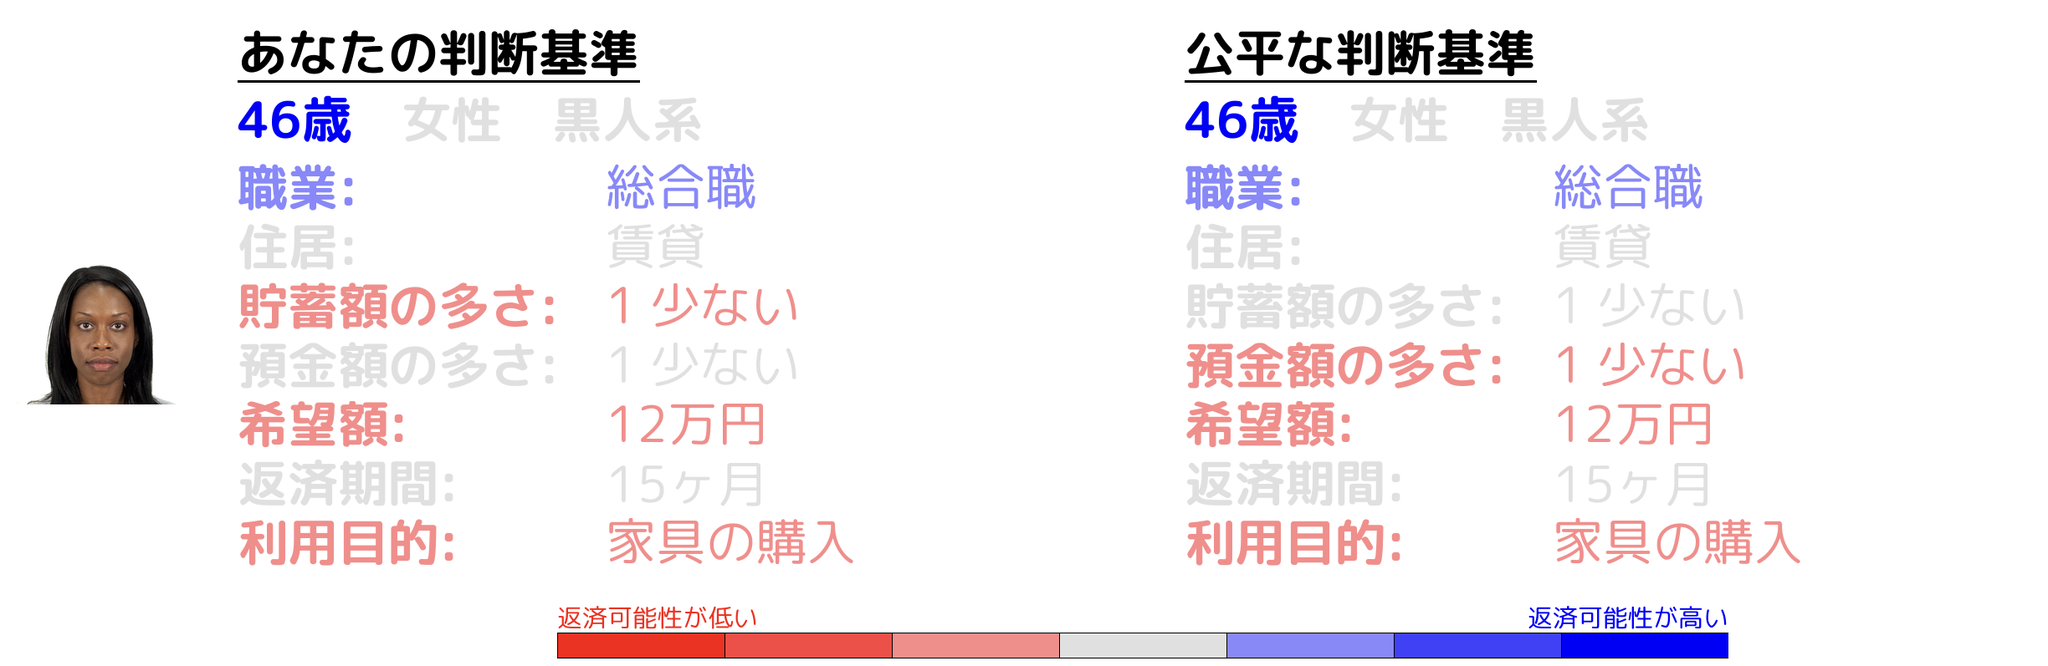 あなたの判断基準
46歳 女性 黒人系
職業: 総合職
住居: 賃貸
貯蓄額の多さ: 1 少ない
預金額の多さ: 1 少ない
希望額: 12万円
返済期間: 15ヶ月
利用目的: 家具の購入
公平な判断基準
46歳 女性 黒人系
職業: 総合職
住居: 賃貸
貯蓄額の多さ: 1 少ない
預金額の多さ: 1 少ない
希望額: 12万円
返済期間: 15ヶ月
利用目的: 家具の購入
返済可能性が低い
返済可能性が高い